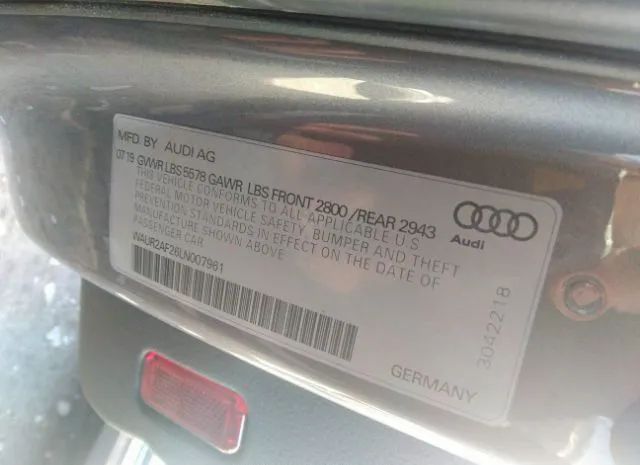 MFD. BY AUDI AG
07 19 GVWR LBS 5578 GAWR LBS FRONT 2800 / REAR 2943
THIS VEHICLE CONFORMS TO ALL APPLICABLE U.S
FEDERAL MOTOR VEHICLE SAFETY, BUMPER AND THEFT
PREVENTION STANDARDS IN EFFECT ON THE DATE OF
MANUFACTURE SHOWN ABOVE
PASSENGER CAR
WAUR2AF26LN007961
Audi
3042218
GERMANY